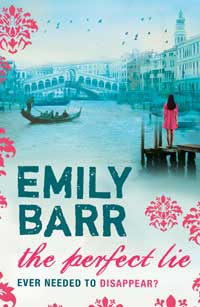 EMILY
BARR
the perfect lie
EVER NEEDED TO DISAPPEAR?